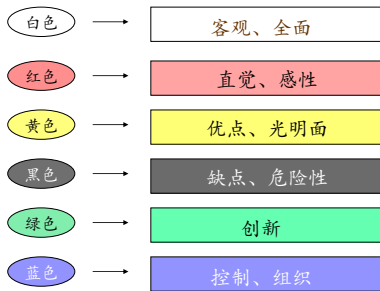 白色 客观、全面
红色 直觉、感性
黄色 优点、光明面
黑色 缺点、危险性
绿色 创新
蓝色 控制、组织